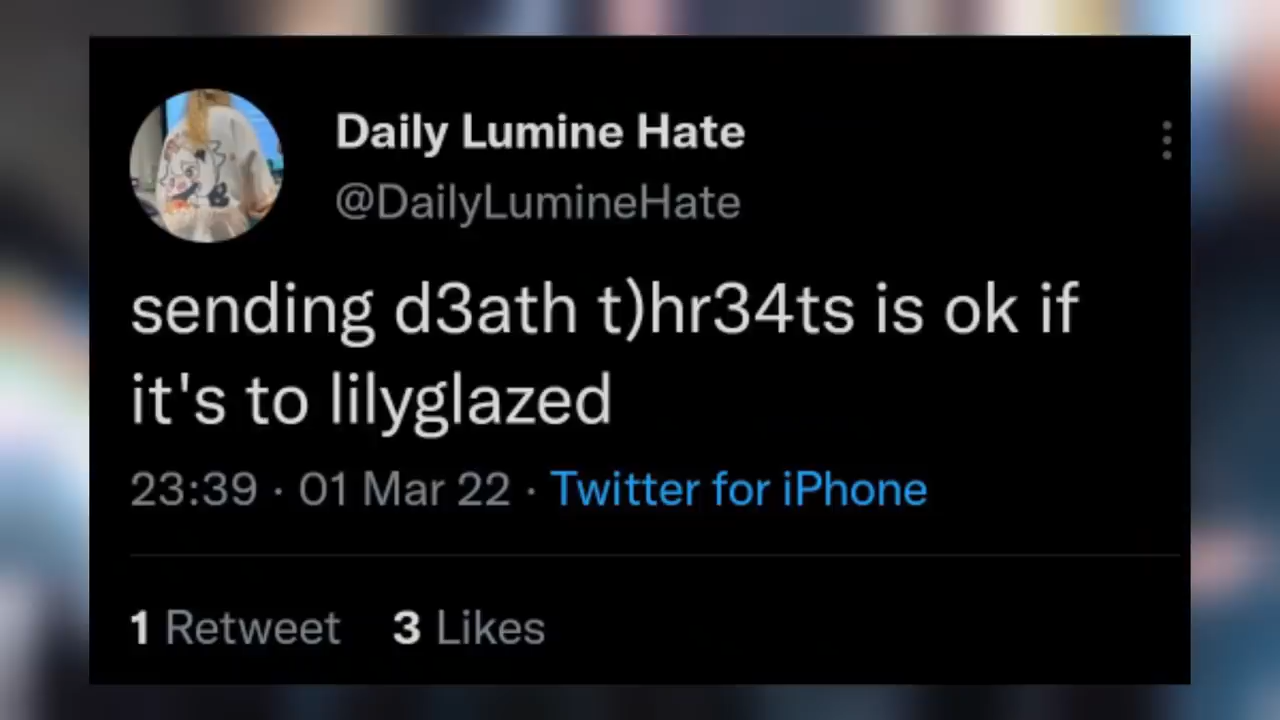 Daily Lumine Hate
@DailyLumineHate
sending d3ath t)hr34ts is ok if
it's to lilyglazed
23:39 · 01 Mar 22 · Twitter for iPhone
1 Retweet 3 Likes